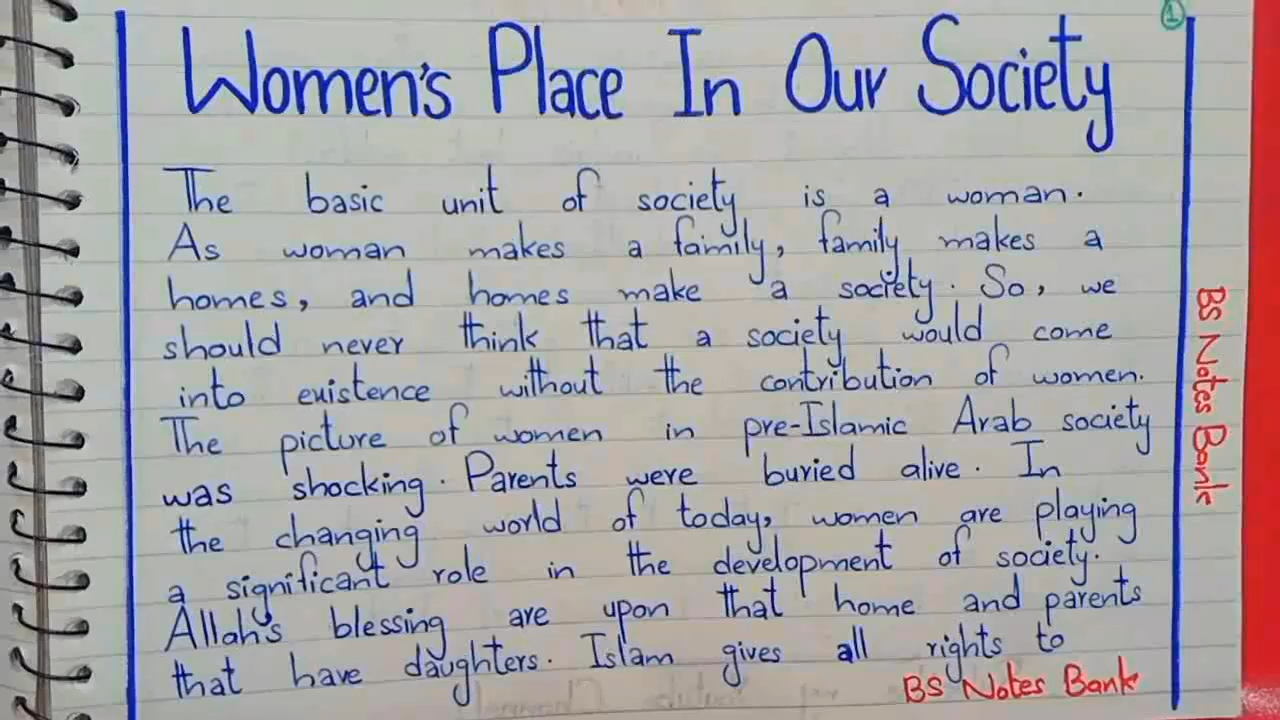 1
Women's Place In Our Society
The basic unit of society is a woman.
As woman makes a faimily, family makes a
homes, and homes make a society. So, we
should never think that a society would come
into existence without the contribution of women.
The picture of women in pre-Islamic Arab society
was shocking. Parents were buried alive. In
the changing world of today, women are playing
a significant role in the development of society.
Allah's blessing are upon that home and parents
that have daughters. Islam gives all rights to
BS Notes Bank
BS Notes Bank